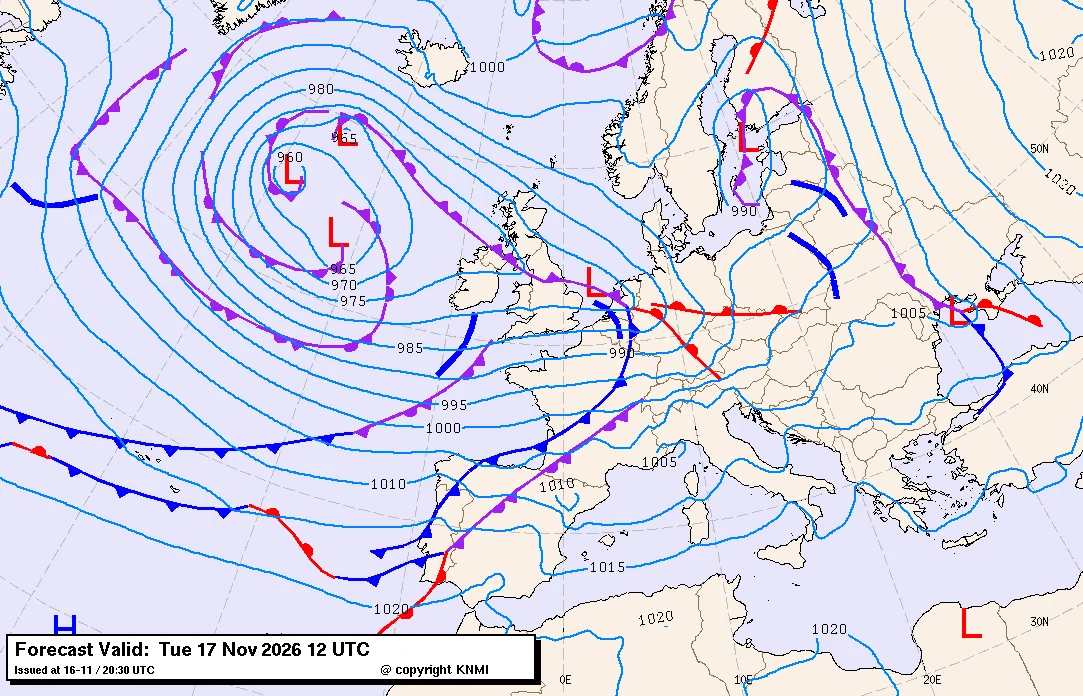 1020
1000
980
L
965
50N
L
960
L
1020
990
L
965
970
975
L
L
1005
985
990
40N
995
1000
1005
1010
1010
1015
1020
1020
1020
H
L
30N
Forecast Valid: Tue 17 Nov 2026 12 UTC
Issued at 16-11 / 20:30 UTC @ copyright KNMI
0E
10E
20E